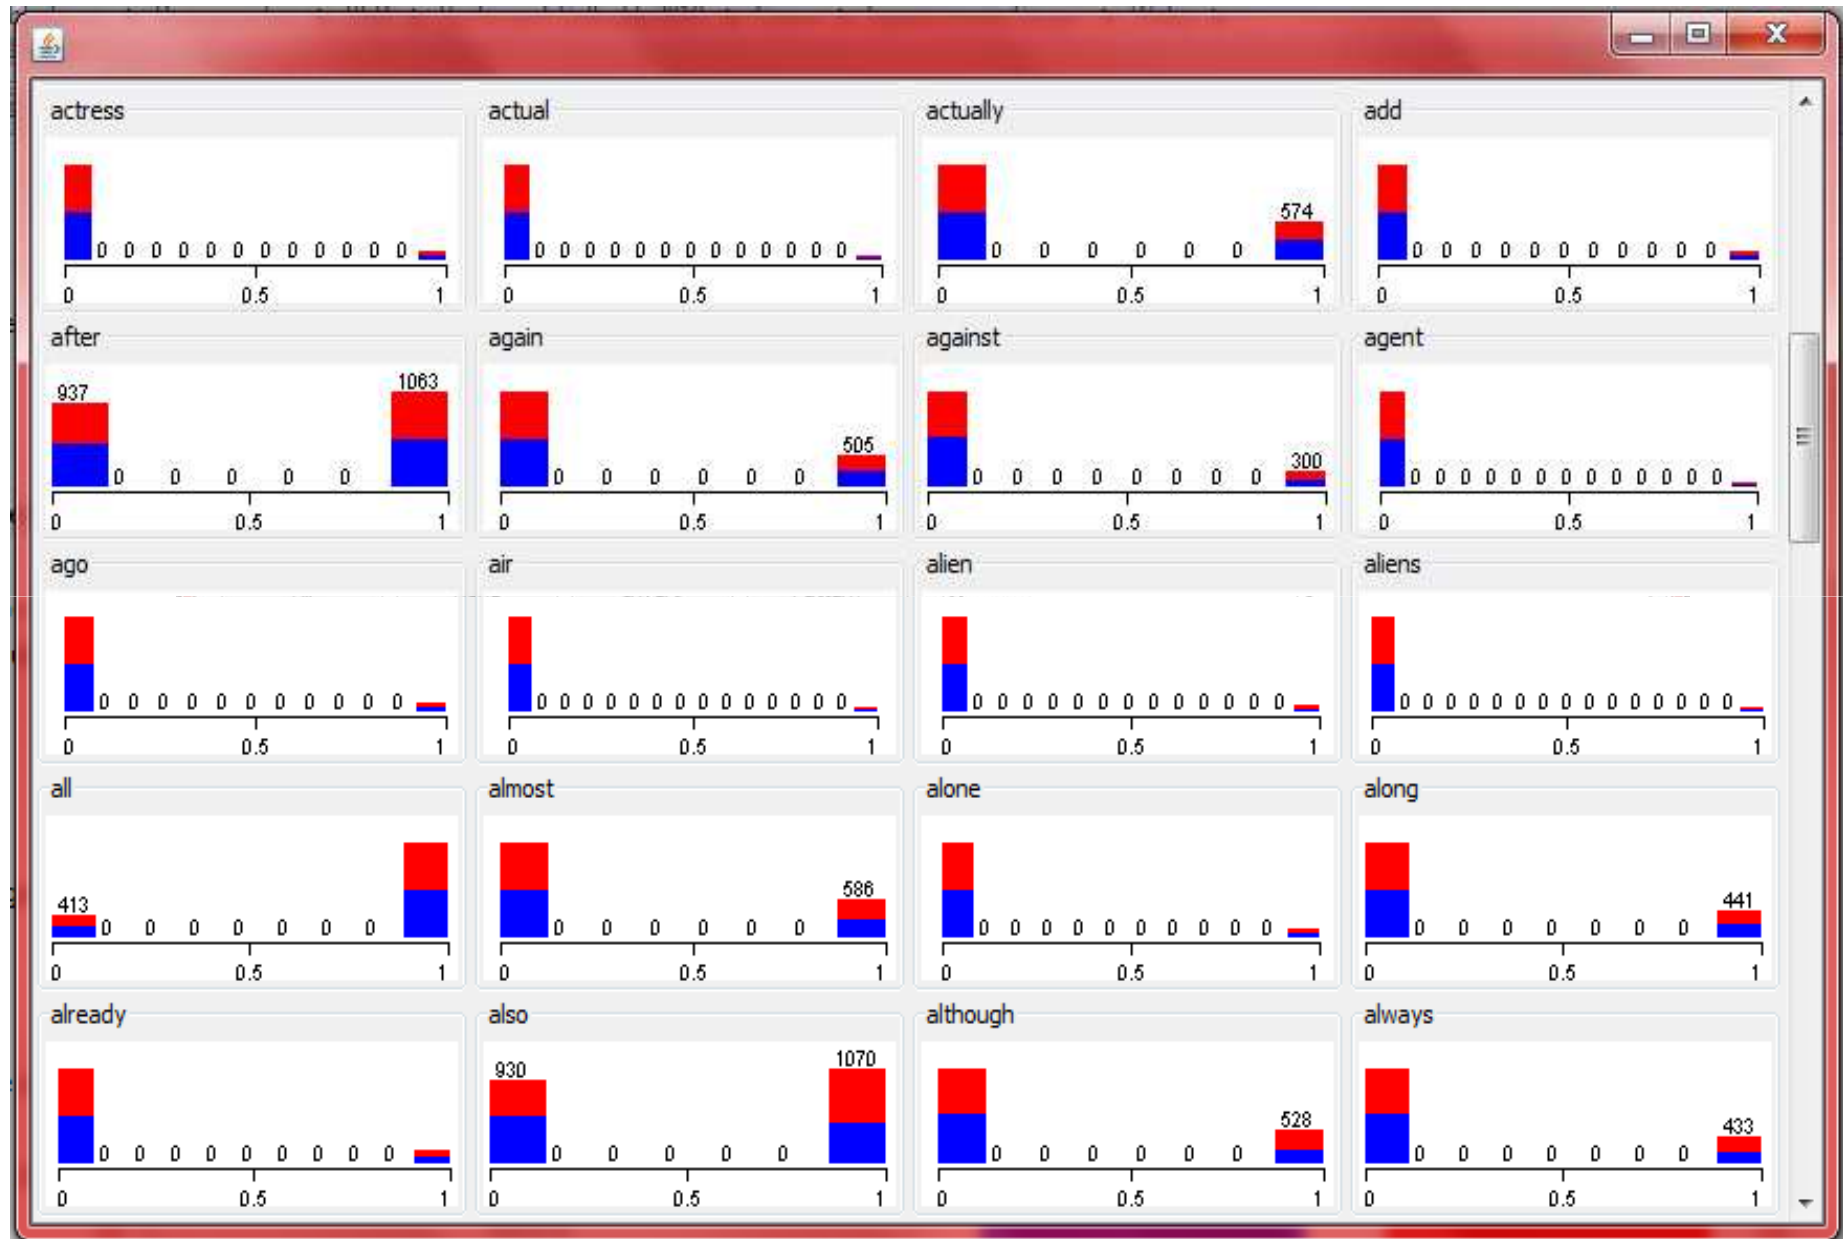 actress actual actually add
574
0 0 0 0 0 0 0 0 0 0 0 0 0 0 0 0 0 0 0 0 0 0 0 0 0 0 0 0 0 0 0 0 0 0 0 0 0 0 0 0 0 0 0
0 0.5 1 0 0.5 1 0 0.5 1 0 0.5 1
after again against agent
937 1063 505 300
0 0 0 0 0 0 0 0 0 0 0 0 0 0 0 0 0 0 0 0 0 0 0 0 0 0 0 0 0 0 0 0 0
0 0.5 1 0 0.5 1 0 0.5 1 0 0.5 1
ago air alien aliens
0 0 0 0 0 0 0 0 0 0 0 0 0 0 0 0 0 0 0 0 0 0 0 0 0 0 0 0 0 0 0 0 0 0 0 0 0 0 0 0 0 0 0 0 0 0 0 0 0 0 0 0 0
0 0.5 1 0 0.5 1 0 0.5 1 0 0.5 1
all almost alone along
413 586 441
0 0 0 0 0 0 0 0 0 0 0 0 0 0 0 0 0 0 0 0 0 0 0 0 0 0 0 0 0 0
0 0.5 1 0 0.5 1 0 0.5 1 0 0.5 1
already also although always
930 1070 528 433
0 0 0 0 0 0 0 0 0 0 0 0 0 0 0 0 0 0 0 0 0 0 0 0 0 0 0
0 0.5 1 0 0.5 1 0 0.5 1 0 0.5 1